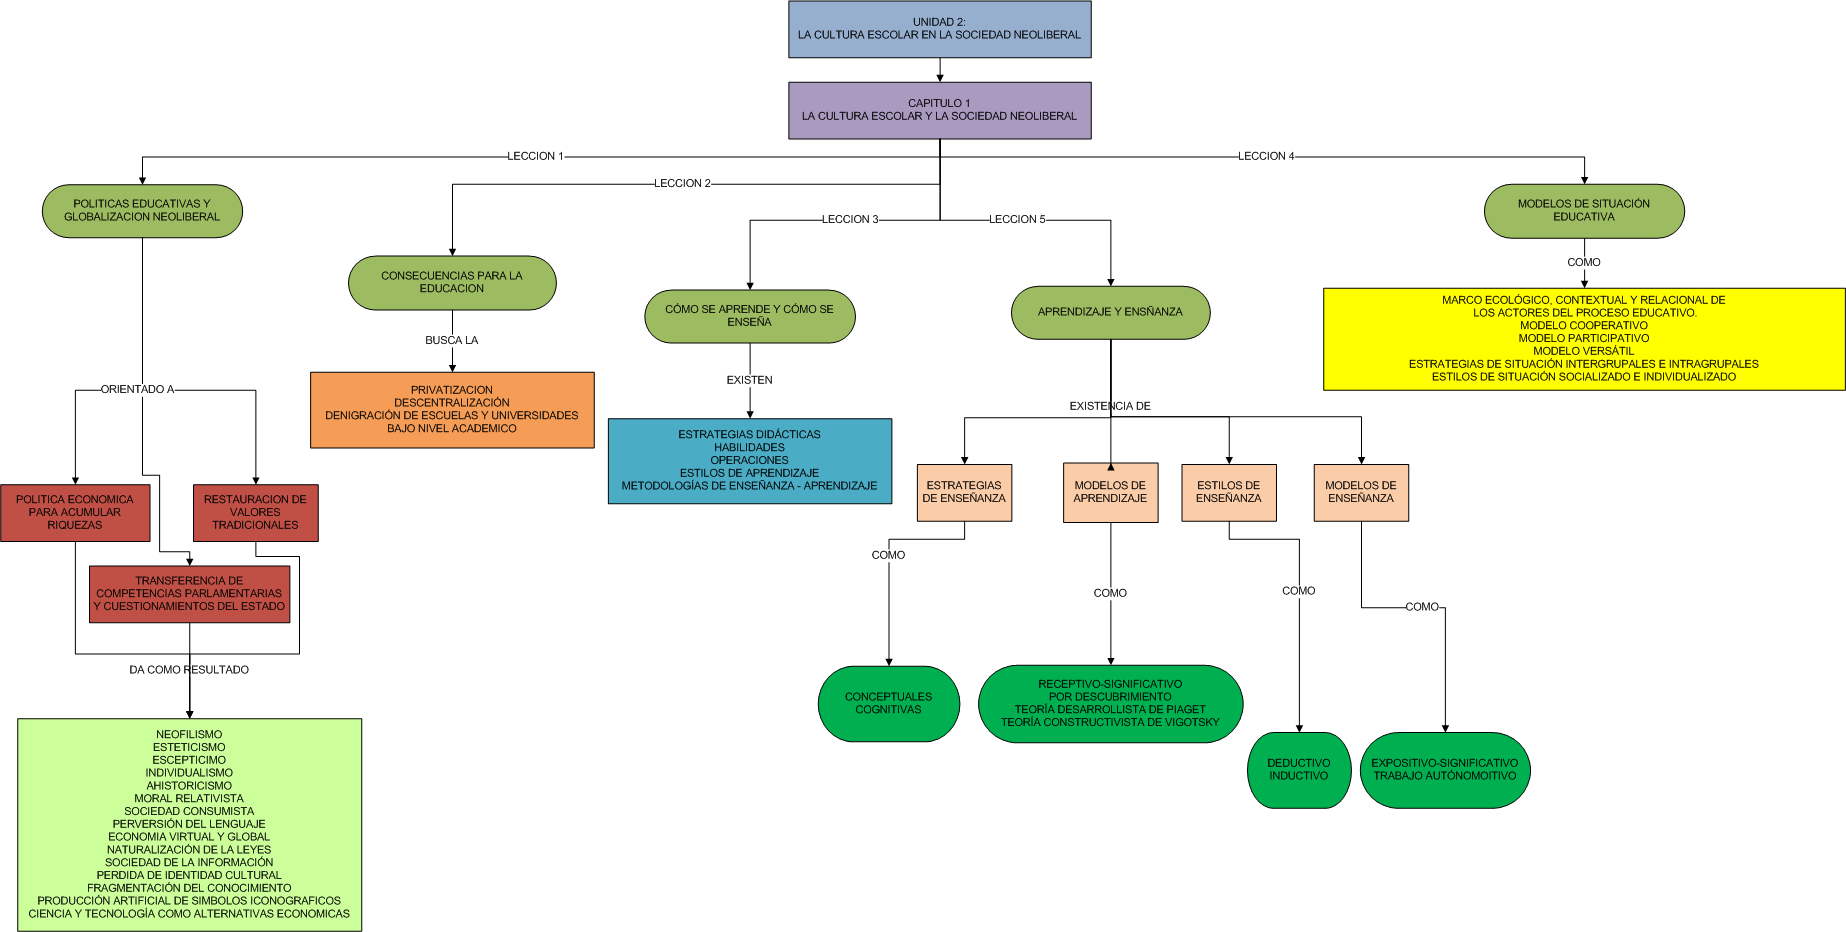 UNIDAD 2:
LA CULTURA ESCOLAR EN LA SOCIEDAD NEOLIBERAL
CAPITULO 1
LA CULTURA ESCOLAR Y LA SOCIEDAD NEOLIBERAL
LECCION 1
LECCION 4
LECCION 2
LECCION 3
LECCION 5
POLITICAS EDUCATIVAS Y
GLOBALIZACION NEOLIBERAL
ORIENTADO A
POLITICA ECONOMICA
PARA ACUMULAR
RIQUEZAS
RESTAURACION DE
VALORES
TRADICIONALES
TRANSFERENCIA DE
COMPETENCIAS PARLAMENTARIAS
Y CUESTIONAMIENTOS DEL ESTADO
DA COMO RESULTADO
NEOFILISMO
ESTETICISMO
ESCEPTICIMO
INDIVIDUALISMO
AHISTORICISMO
MORAL RELATIVISTA
SOCIEDAD CONSUMISTA
PERVERSIÓN DEL LENGUAJE
ECONOMIA VIRTUAL Y GLOBAL
NATURALIZACIÓN DE LA LEYES
SOCIEDAD DE LA INFORMACIÓN
PERDIDA DE IDENTIDAD CULTURAL
FRAGMENTACIÓN DEL CONOCIMIENTO
PRODUCCIÓN ARTIFICIAL DE SIMBOLOS ICONOGRAFICOS
CIENCIA Y TECNOLOGÍA COMO ALTERNATIVAS ECONOMICAS
CONSECUENCIAS PARA LA
EDUCACION
BUSCA LA
PRIVATIZACION
DESCENTRALIZACIÓN
DENIGRACIÓN DE ESCUELAS Y UNIVERSIDADES
BAJO NIVEL ACADEMICO
CÓMO SE APRENDE Y CÓMO SE
ENSEÑA
EXISTEN
ESTRATEGIAS DIDÁCTICAS
HABILIDADES
OPERACIONES
ESTILOS DE APRENDIZAJE
METODOLOGÍAS DE ENSEÑANZA - APRENDIZAJE
APRENDIZAJE Y ENSÑANZA
EXISTENCIA DE
ESTRATEGIAS
DE ENSEÑANZA
MODELOS DE
APRENDIZAJE
ESTILOS DE
ENSEÑANZA
MODELOS DE
ENSEÑANZA
COMO
COMO
COMO
COMO
CONCEPTUALES
COGNITIVAS
RECEPTIVO-SIGNIFICATIVO
POR DESCUBRIMIENTO
TEORÍA DESARROLLISTA DE PIAGET
TEORÍA CONSTRUCTIVISTA DE VIGOTSKY
DEDUCTIVO
INDUCTIVO
EXPOSITIVO-SIGNIFICATIVO
TRABAJO AUTÓNOMOITIVO
MODELOS DE SITUACIÓN
EDUCATIVA
COMO
MARCO ECOLÓGICO, CONTEXTUAL Y RELACIONAL DE
LOS ACTORES DEL PROCESO EDUCATIVO.
MODELO COOPERATIVO
MODELO PARTICIPATIVO
MODELO VERSÁTIL
ESTRATEGIAS DE SITUACIÓN INTERGRUPALES E INTRAGRUPALES
ESTILOS DE SITUACIÓN SOCIALIZADO E INDIVIDUALIZADO